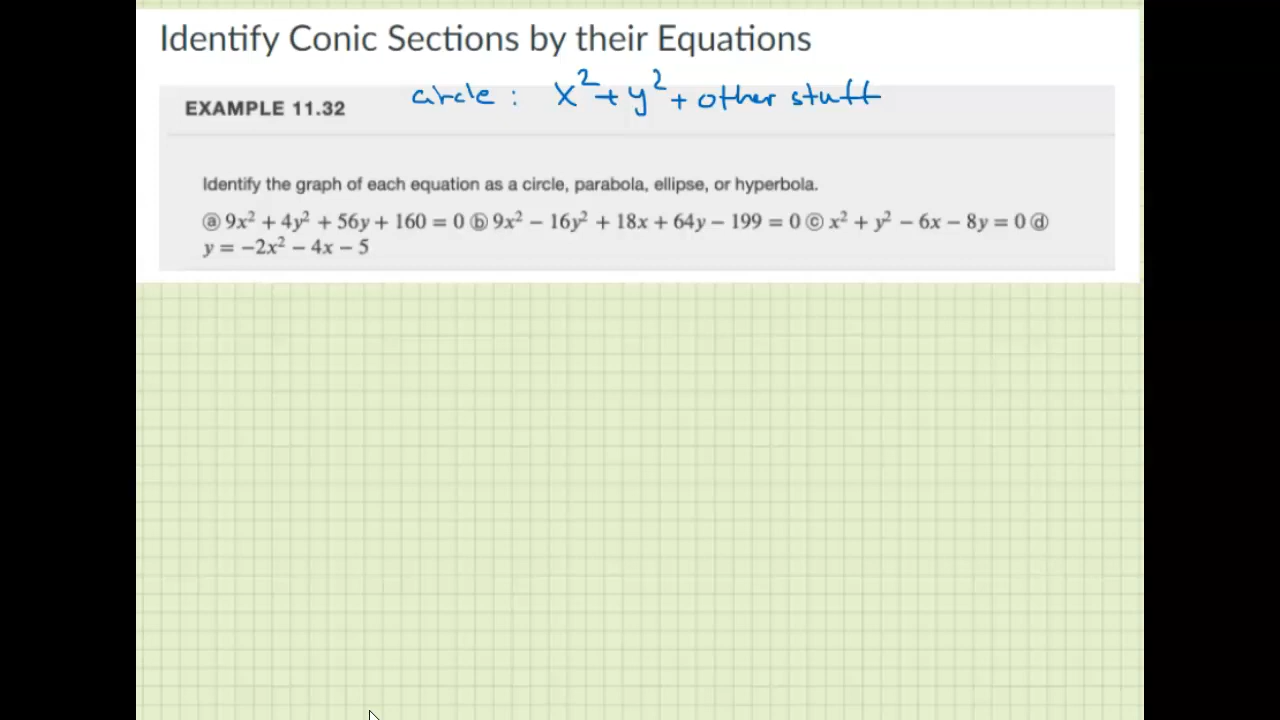 Identify Conic Sections by their Equations
circle : x² + y² + other stuff
EXAMPLE 11.32
Identify the graph of each equation as a circle, parabola, ellipse, or hyperbola.
ⓐ 9x² + 4y² + 56y + 160 = 0 ⓑ 9x² − 16y² + 18x + 64y − 199 = 0 ⓒ x² + y² − 6x − 8y = 0 ⓓ
y = −2x² − 4x − 5